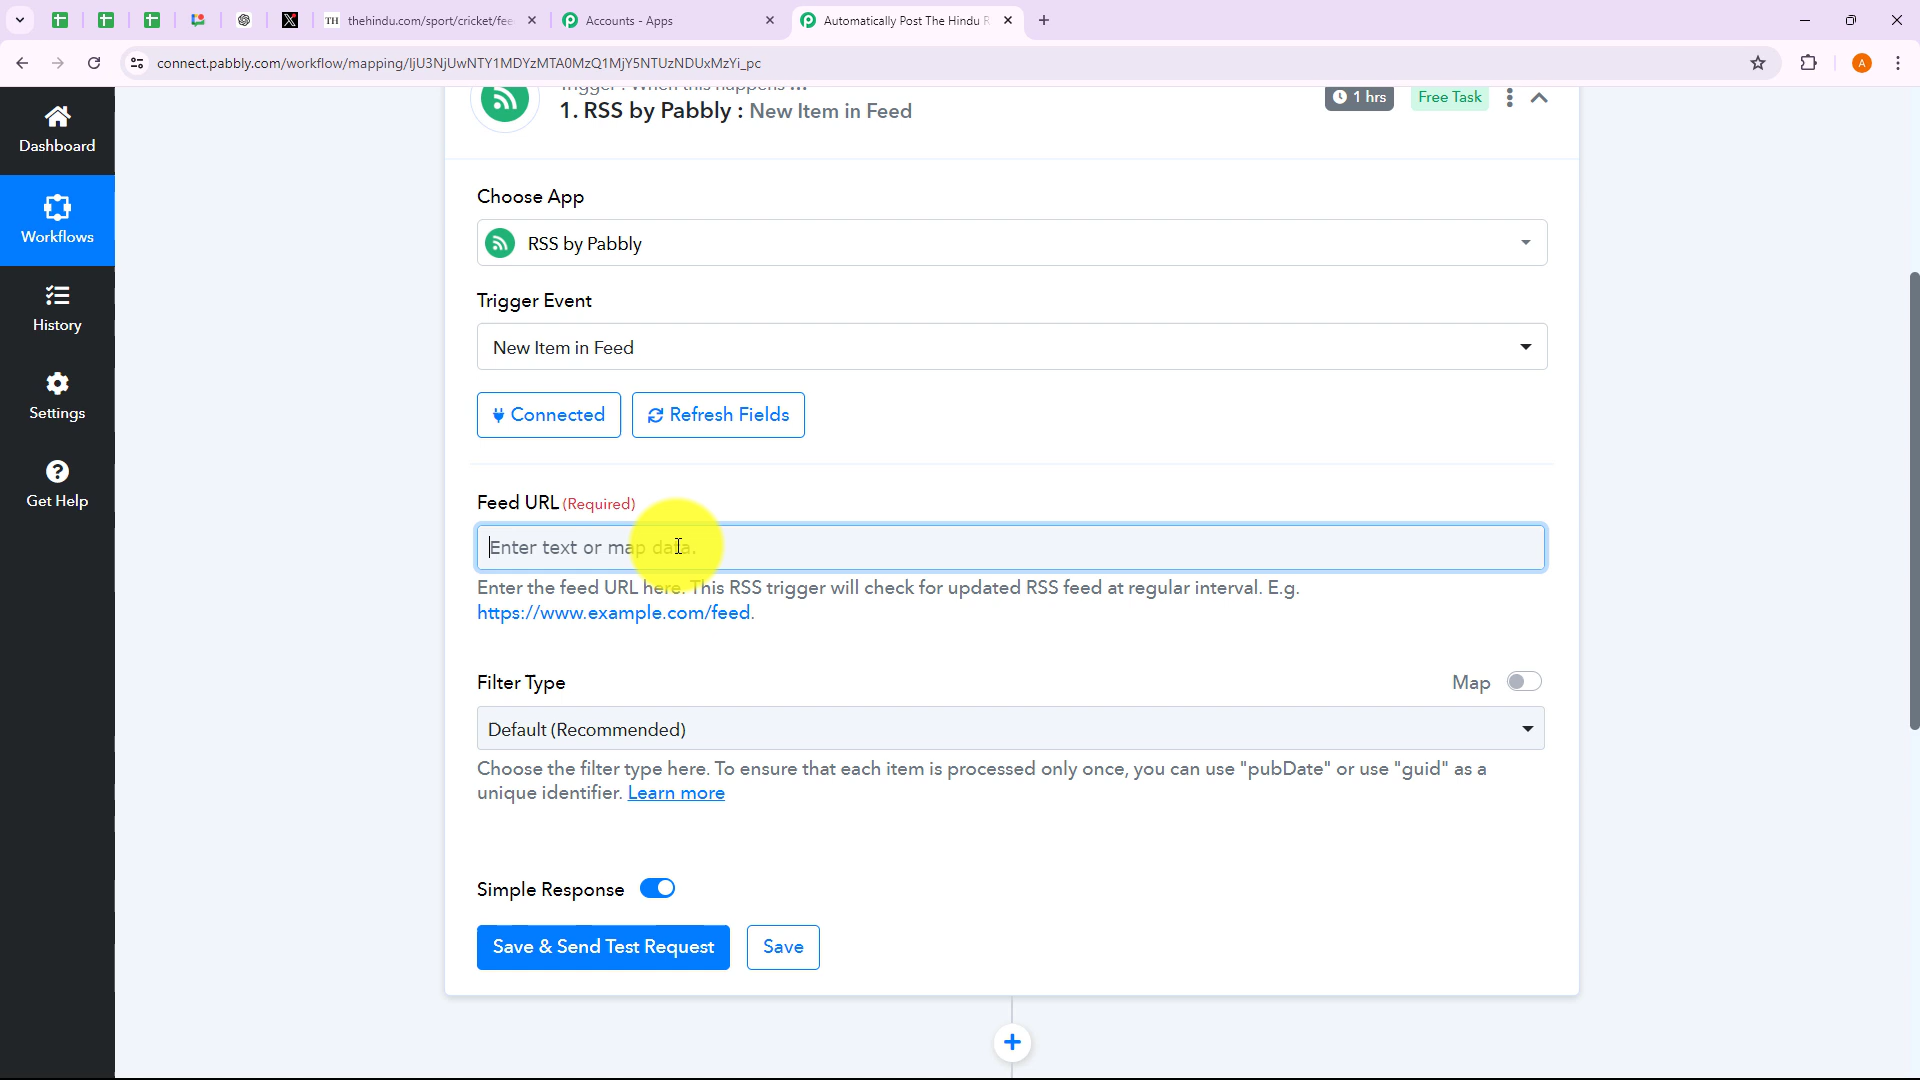 thehindu.com/sport/cricket/fee
Accounts - Apps
Automatically Post The Hindu R
connect.pabbly.com/workflow/mapping/IjU3NjUwNTY1MDYzMTA0MzQ1MjY5NTUzNDUxMzYi_pc
A
Trigger : When this happens ...
1. RSS by Pabbly : New Item in Feed
1 hrs
Free Task
Dashboard
Workflows
History
Settings
Get Help
Choose App
RSS by Pabbly
Trigger Event
New Item in Feed
Connected
Refresh Fields
Feed URL (Required)
Enter text or map data.
Enter the feed URL here. This RSS trigger will check for updated RSS feed at regular interval. E.g.
https://www.example.com/feed.
Filter Type
Map
Default (Recommended)
Choose the filter type here. To ensure that each item is processed only once, you can use "pubDate" or use "guid" as a
unique identifier. Learn more
Simple Response
Save & Send Test Request
Save